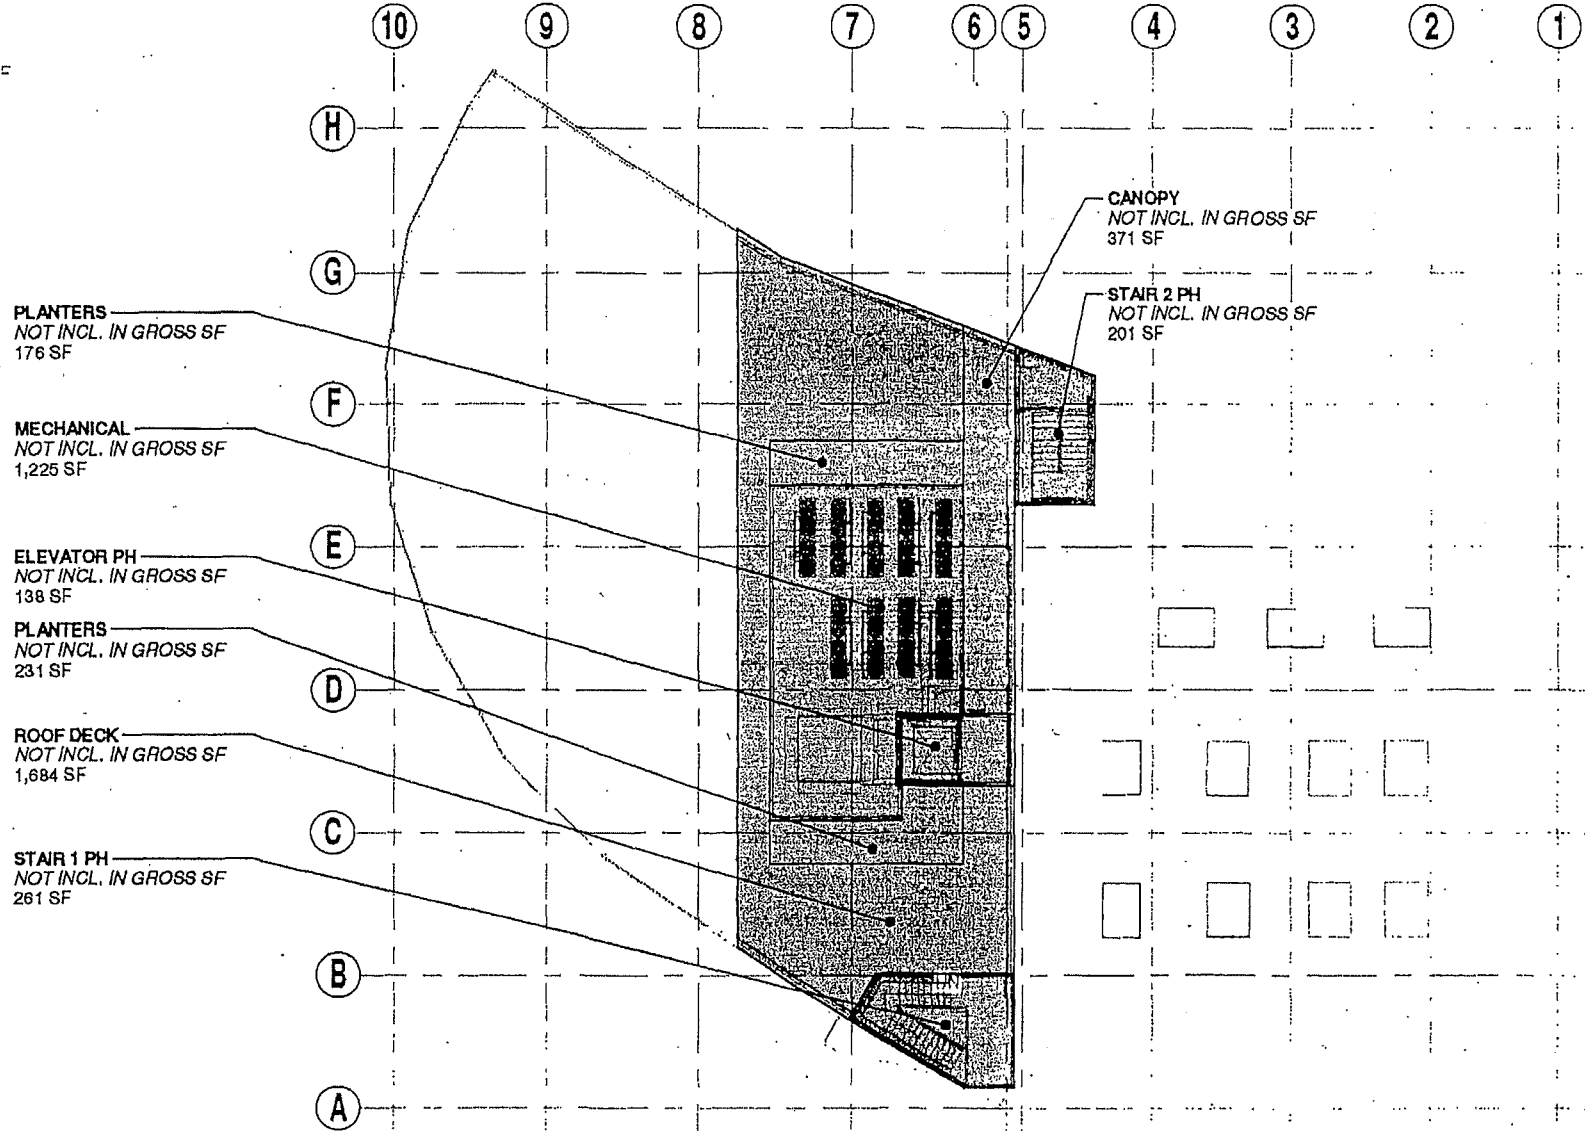 10 9 8 7 6 5 4 3 2 1
H
CANOPY
NOT INCL. IN GROSS SF
371 SF
G
STAIR 2 PH
NOT INCL. IN GROSS SF
201 SF
PLANTERS
NOT INCL. IN GROSS SF
176 SF
F
MECHANICAL
NOT INCL. IN GROSS SF
1,225 SF
E
ELEVATOR PH
NOT INCL. IN GROSS SF
138 SF
PLANTERS
NOT INCL. IN GROSS SF
231 SF
D
ROOF DECK
NOT INCL. IN GROSS SF
1,684 SF
C
STAIR 1 PH
NOT INCL. IN GROSS SF
261 SF
B
A